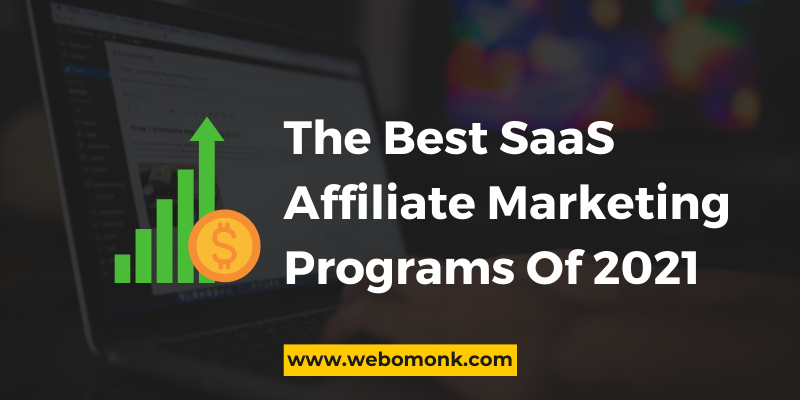 The Best SaaS
Affiliate Marketing
Programs Of 2021
$
www.webomonk.com